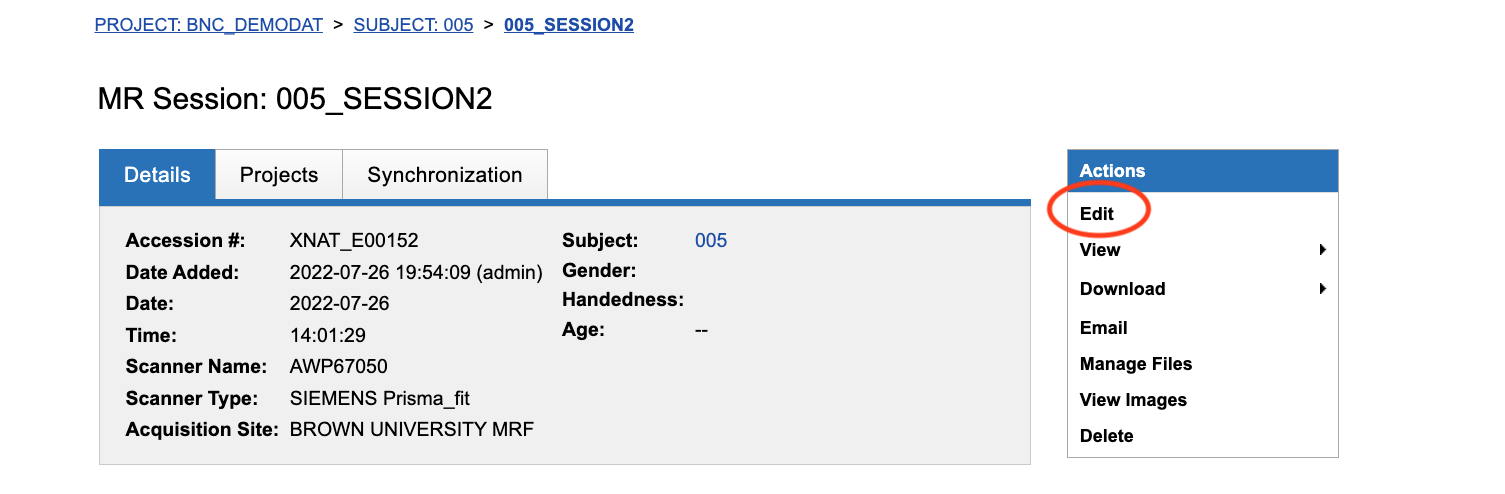 PROJECT: BNC_DEMODAT > SUBJECT: 005 > 005_SESSION2
MR Session: 005_SESSION2
Details Projects Synchronization
Accession #: XNAT_E00152
Date Added: 2022-07-26 19:54:09 (admin)
Date: 2022-07-26
Time: 14:01:29
Scanner Name: AWP67050
Scanner Type: SIEMENS Prisma_fit
Acquisition Site: BROWN UNIVERSITY MRF
Subject: 005
Gender:
Handedness:
Age: --
Actions
Edit
View
Download
Email
Manage Files
View Images
Delete